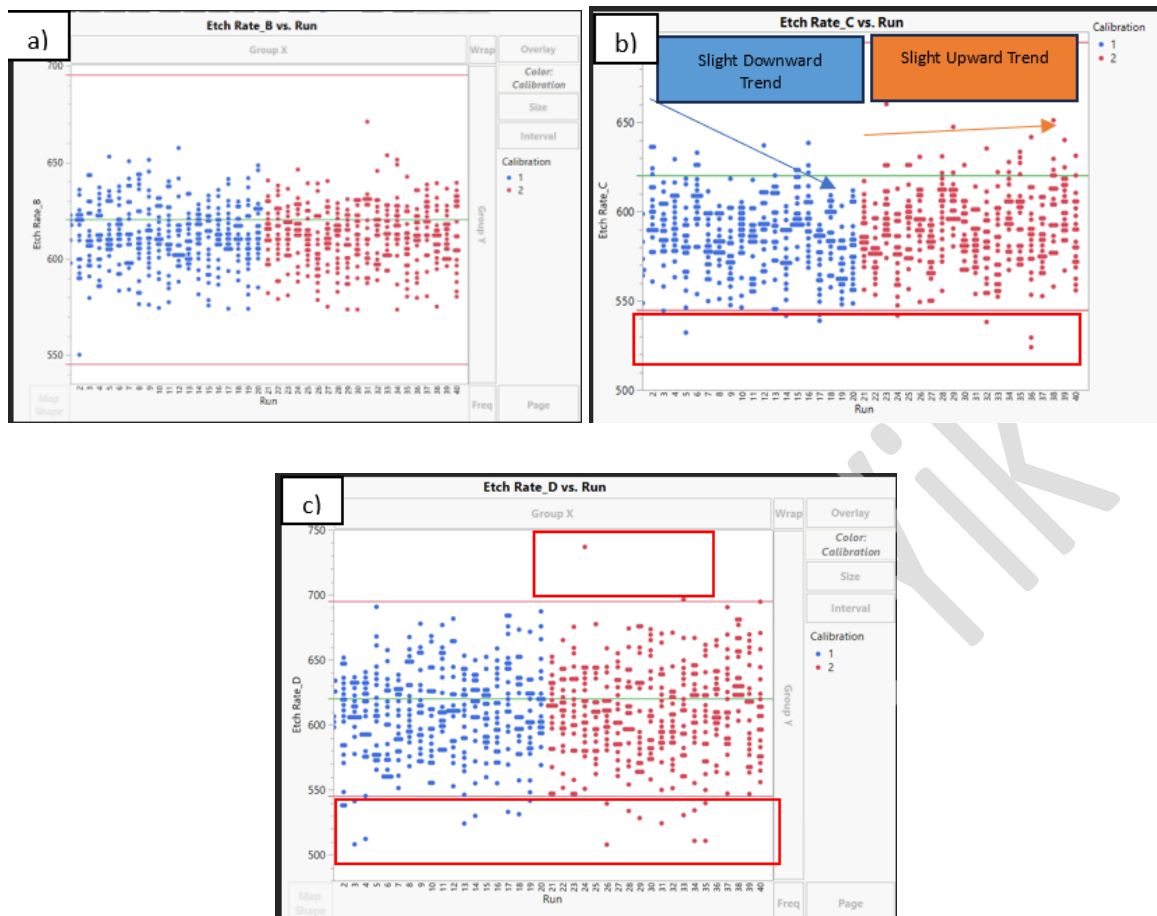 a)
Etch Rate_B vs. Run
Group X
Wrap
Overlay
Color:
Calibration
Size
Interval
Calibration
1
2
Group Y
Etch Rate_B
700
650
600
550
2 3 4 5 6 7 8 9 10 11 12 13 14 15 16 17 18 19 20 21 22 23 24 25 26 27 28 29 30 31 32 33 34 35 36 37 38 39 40
Run
Map
Shape
Freq
Page
b)
Etch Rate_C vs. Run
Calibration
1
2
Slight Downward
Trend
Slight Upward Trend
Etch Rate_C
650
600
550
500
2 3 4 5 6 7 8 9 10 11 12 13 14 15 16 17 18 19 20 21 22 23 24 25 26 27 28 29 30 31 32 33 34 35 36 37 38 39 40
Run
c)
Etch Rate_D vs. Run
Group X
Wrap
Overlay
Color:
Calibration
Size
Interval
Calibration
1
2
Group Y
Etch Rate_D
750
700
650
600
550
500
2 3 4 5 6 7 8 9 10 11 12 13 14 15 16 17 18 19 20 21 22 23 24 25 26 27 28 29 30 31 32 33 34 35 36 37 38 39 40
Run
Map
Shape
Freq
Page